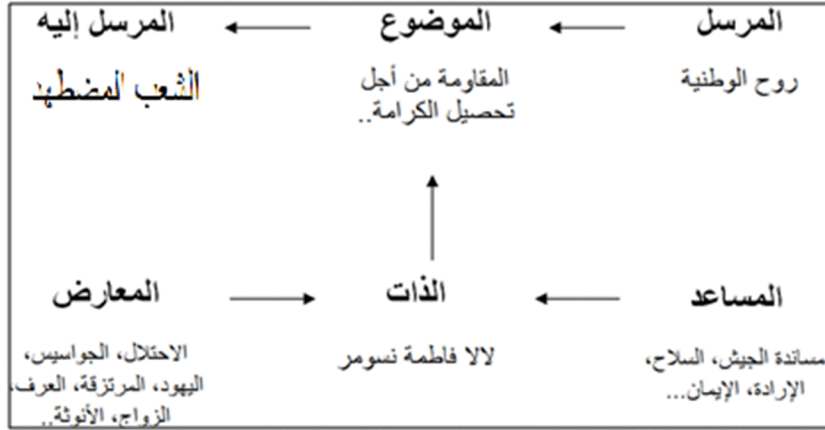 المرسل
الموضوع
المرسل إليه
روح الوطنية
المقاومة من أجل
تحصيل الكرامة..
الشعب المضطهد
المساعد
الذات
المعارض
مساندة الجيش، السلاح،
الإرادة، الإيمان...
لالا فاطمة نسومر
الاحتلال، الجواسيس،
اليهود، المرتزقة، العرف،
الزواج، الأنوثة..